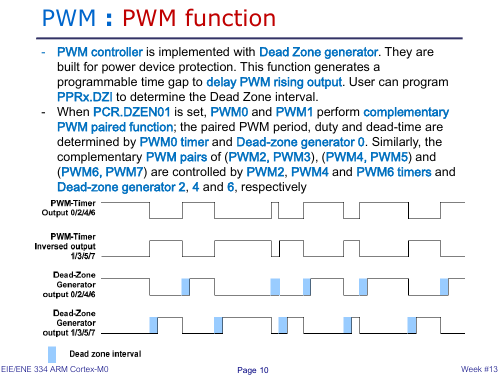 PWM : PWM function
- PWM controller is implemented with Dead Zone generator. They are
built for power device protection. This function generates a
programmable time gap to delay PWM rising output. User can program
PPRx.DZI to determine the Dead Zone interval.
- When PCR.DZEN01 is set, PWM0 and PWM1 perform complementary
PWM paired function; the paired PWM period, duty and dead-time are
determined by PWM0 timer and Dead-zone generator 0. Similarly, the
complementary PWM pairs of (PWM2, PWM3), (PWM4, PWM5) and
(PWM6, PWM7) are controlled by PWM2, PWM4 and PWM6 timers and
Dead-zone generator 2, 4 and 6, respectively
PWM-Timer
Output 0/2/4/6
PWM-Timer
Inversed output
1/3/5/7
Dead-Zone
Generator
output 0/2/4/6
Dead-Zone
Generator
output 1/3/5/7
Dead zone interval
EIE/ENE 334 ARM Cortex-M0
Page 10
Week #13